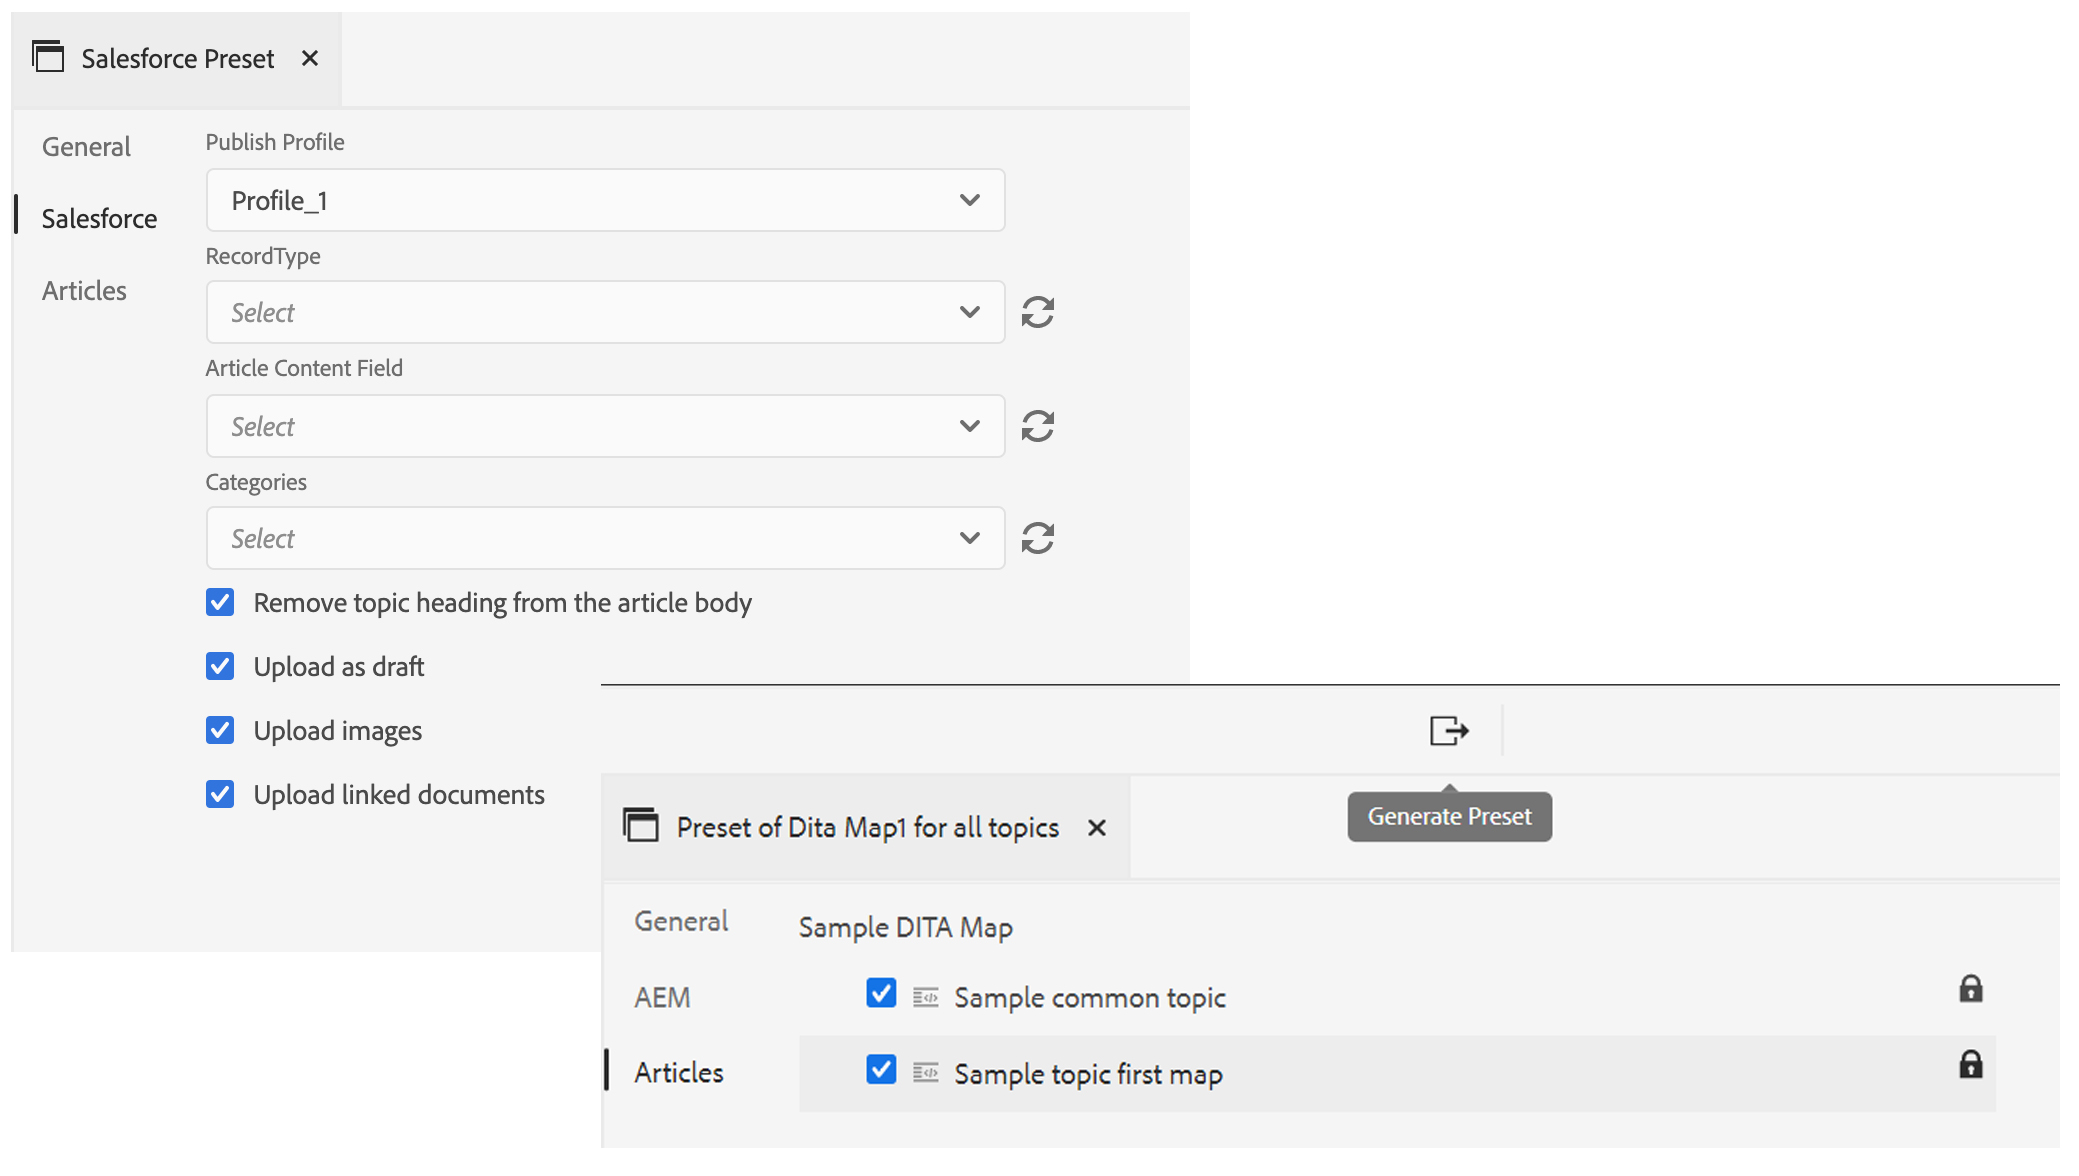 Salesforce Preset
General
Publish Profile
Profile_1
Salesforce
RecordType
Select
Articles
Article Content Field
Select
Categories
Select
Remove topic heading from the article body
Upload as draft
Upload images
Upload linked documents
Generate Preset
Preset of Dita Map1 for all topics
General
Sample DITA Map
AEM
Sample common topic
Articles
Sample topic first map